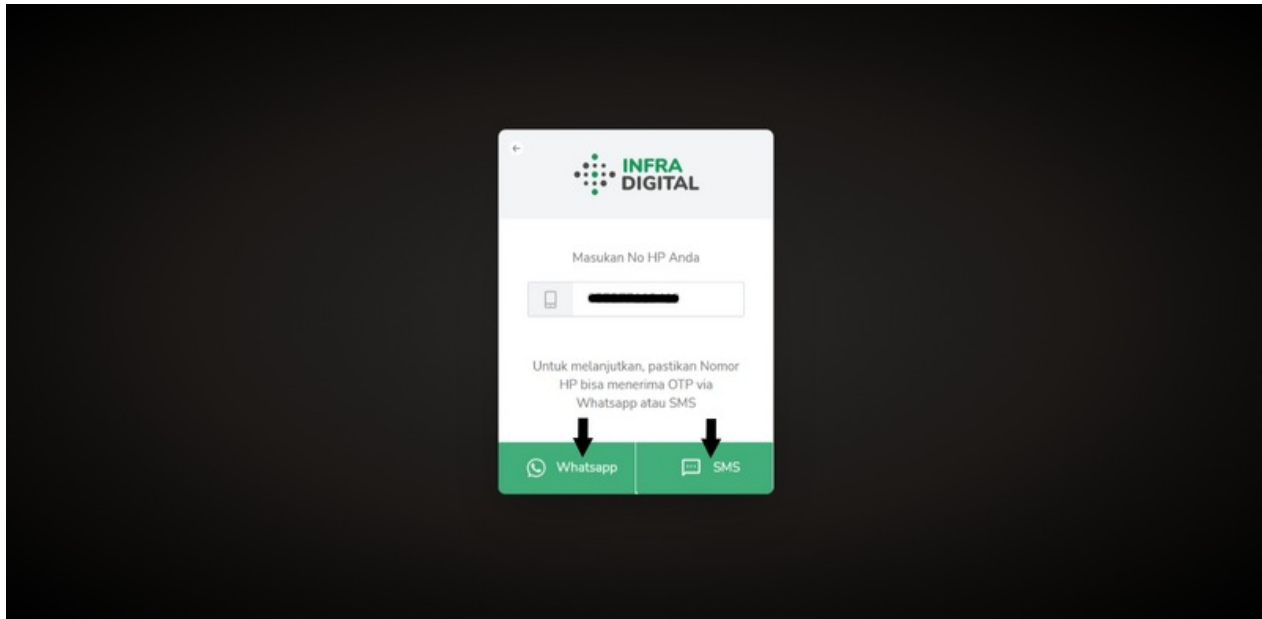 INFRA
DIGITAL
Masukan No HP Anda
Untuk melanjutkan, pastikan Nomor
HP bisa menerima OTP via
Whatsapp atau SMS
Whatsapp SMS